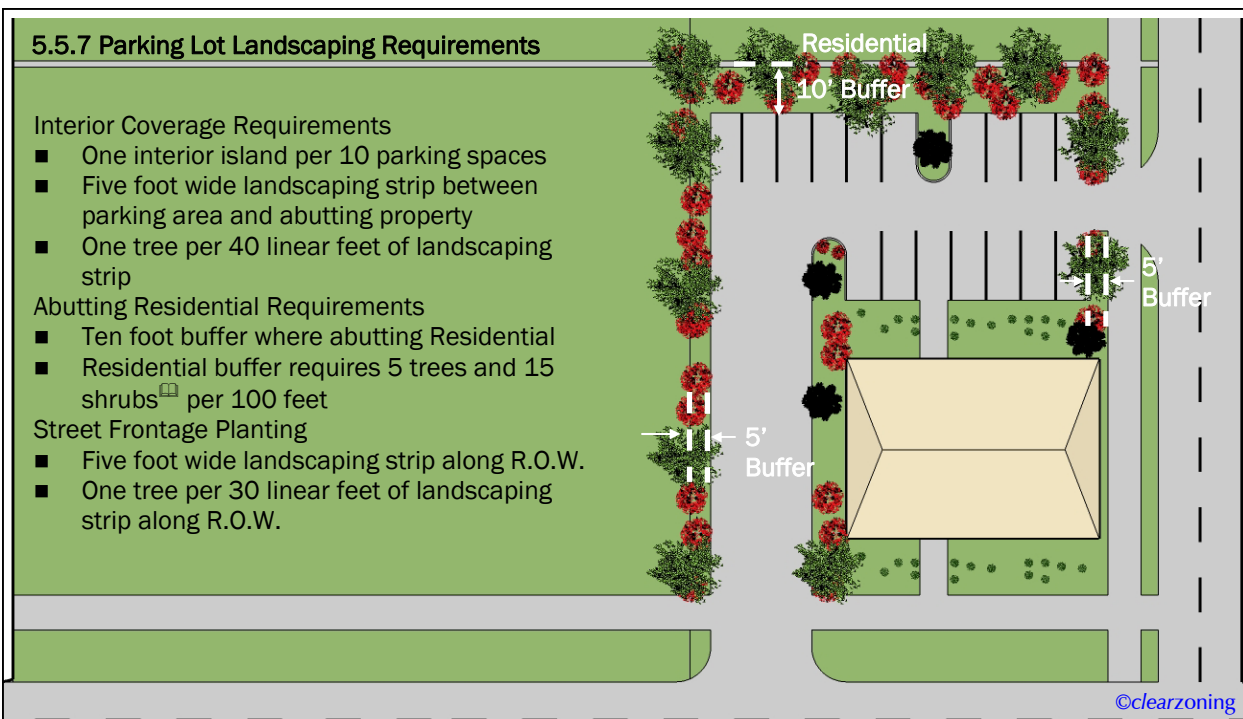 5.5.7 Parking Lot Landscaping Requirements
Interior Coverage Requirements
■ One interior island per 10 parking spaces
■ Five foot wide landscaping strip between
parking area and abutting property
■ One tree per 40 linear feet of landscaping
strip
Abutting Residential Requirements
■ Ten foot buffer where abutting Residential
■ Residential buffer requires 5 trees and 15
shrubs🕮 per 100 feet
Street Frontage Planting
■ Five foot wide landscaping strip along R.O.W.
■ One tree per 30 linear feet of landscaping
strip along R.O.W.
Residential
10’ Buffer
5’
Buffer
5’
Buffer
©clearzoning